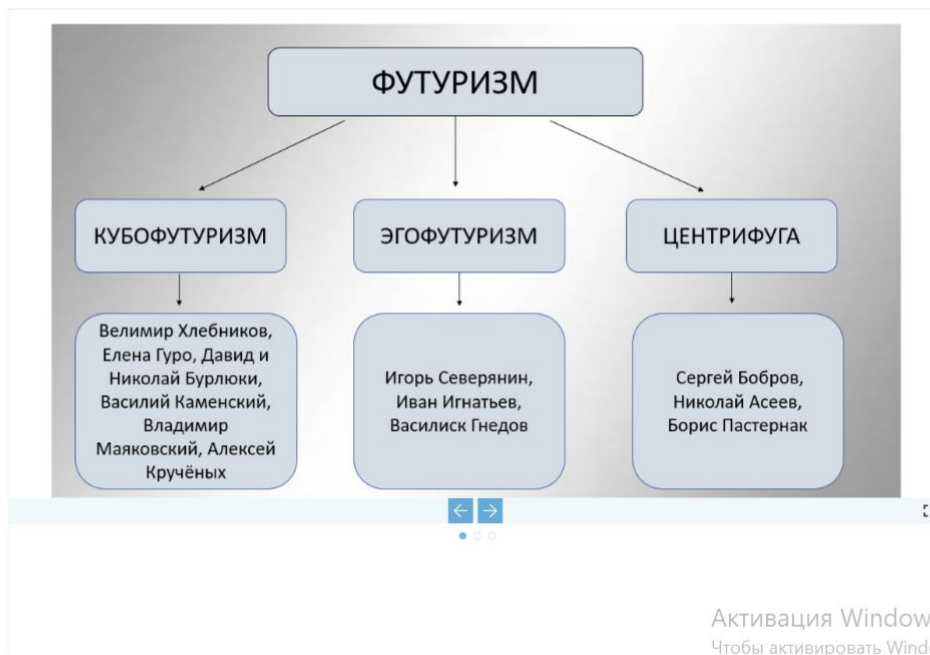 ФУТУРИЗМ
КУБОФУТУРИЗМ
ЭГОФУТУРИЗМ
ЦЕНТРИФУГА
Велимир Хлебников,
Елена Гуро, Давид и
Николай Бурлюки,
Василий Каменский,
Владимир
Маяковский, Алексей
Кручёных
Игорь Северянин,
Иван Игнатьев,
Василиск Гнедов
Сергей Бобров,
Николай Асеев,
Борис Пастернак
Активация Window
Чтобы активировать Wind